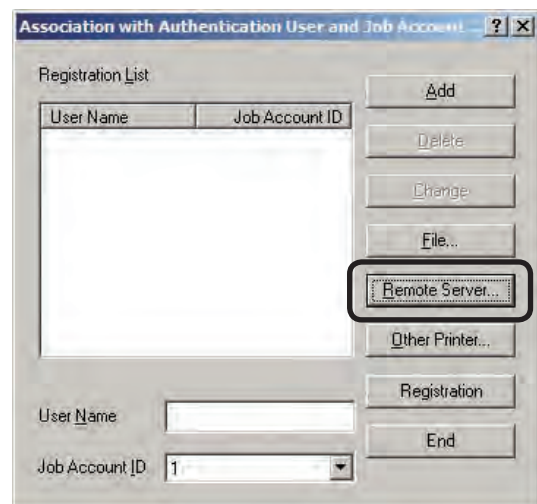 Association with Authentication User and Job Account
Registration List
User Name Job Account ID
Add
Delete
Change
File...
Remote Server...
Other Printer...
Registration
End
User Name
Job Account ID 1